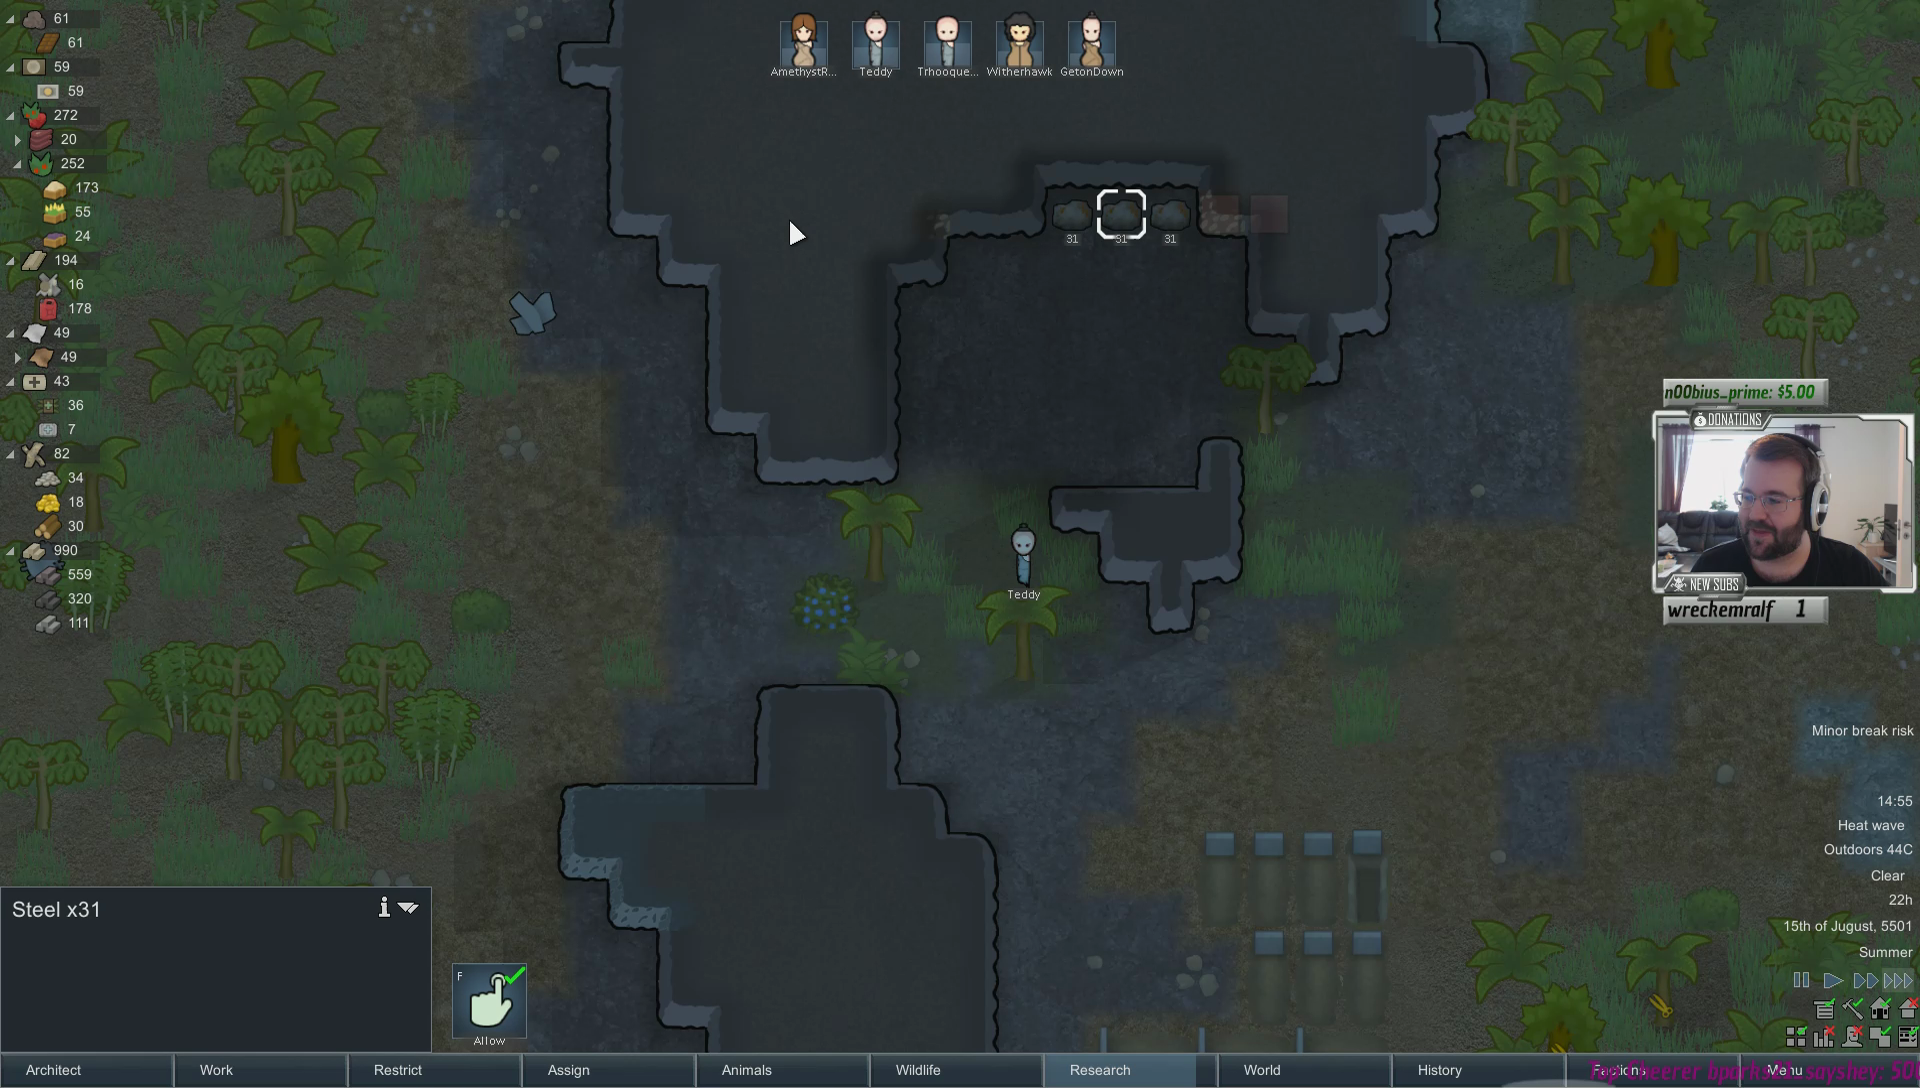 61
61
59
59
272
20
252
173
55
24
194
16
178
49
49
43
36
7
82
34
18
30
990
559
320
111
AmethystR... Teddy Trhooque... Witherhawk GetonDown
31 31 31
Teddy
n00bius_prime: $5.00
DONATIONS
NEW SUBS
wreckemralf 1
Minor break risk
14:55
Heat wave
Outdoors 44C
Clear
22h
15th of Jugust, 5501
Summer
Steel x31
F
Allow
Architect Work Restrict Assign Animals Wildlife Research World History Factions Menu
Top Cheerer